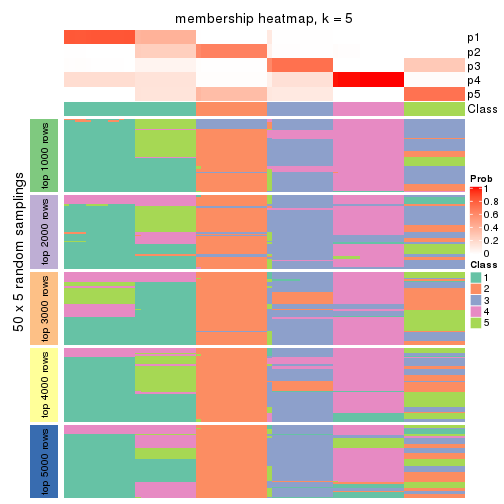 membership heatmap, k = 5
p1
p2
p3
p4
p5
Class
50 x 5 random samplings
top 1000 rows
top 2000 rows
top 3000 rows
top 4000 rows
top 5000 rows
Prob
1
0.8
0.6
0.4
0.2
0
Class
1
2
3
4
5